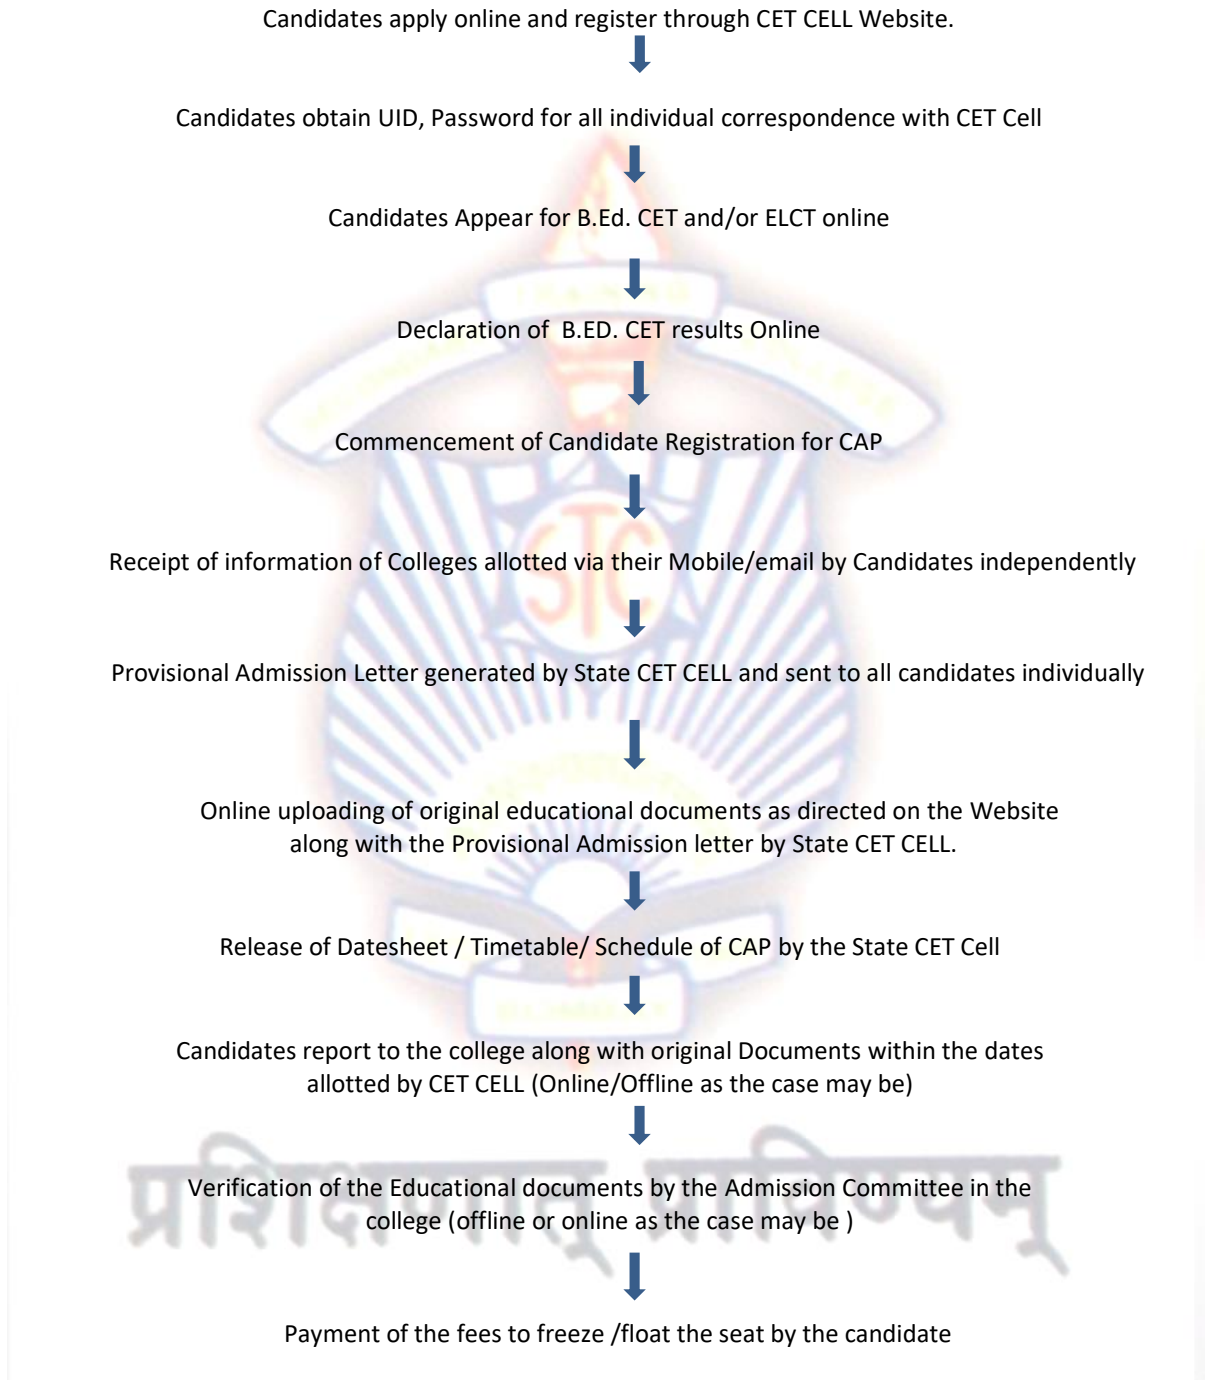 Candidates apply online and register through CET CELL Website.
Candidates obtain UID, Password for all individual correspondence with CET Cell
Candidates Appear for B.Ed. CET and/or ELCT online
TRAINING
COLLEGE
Declaration of  B.ED. CET results Online
Commencement of Candidate Registration for CAP
STC
Receipt of information of Colleges allotted via their Mobile/email by Candidates independently
Provisional Admission Letter generated by State CET CELL and sent to all candidates individually
Online uploading of original educational documents as directed on the Website
along with the Provisional Admission letter by State CET CELL.
Release of Datesheet / Timetable/ Schedule of CAP by the State CET Cell
Candidates report to the college along with original Documents within the dates
allotted by CET CELL (Online/Offline as the case may be)
प्रशिक्षणात् प्राविण्यम्
Verification of the Educational documents by the Admission Committee in the
college (offline or online as the case may be )
Payment of the fees to freeze /float the seat by the candidate